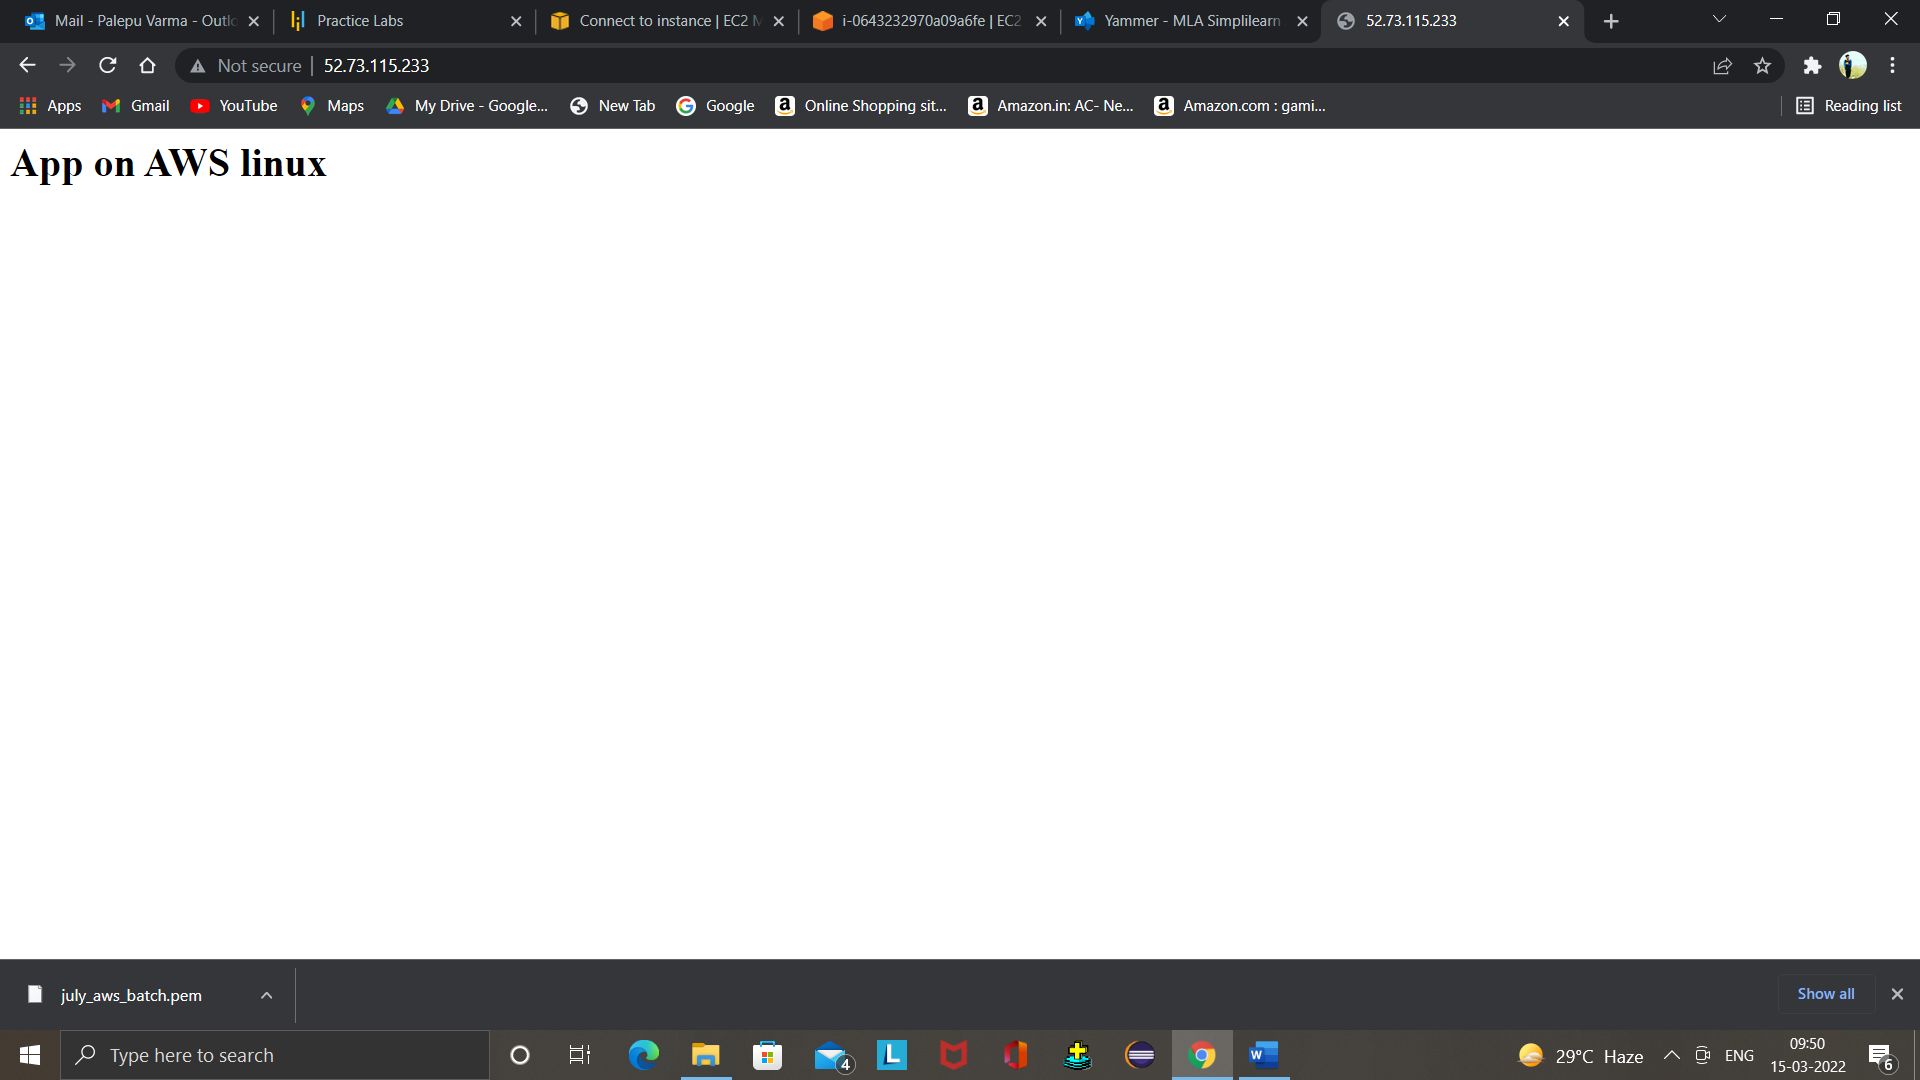 Mail - Palepu Varma - Outlo
Practice Labs
Connect to instance | EC2 M
i-0643232970a09a6fe | EC2
Yammer - MLA Simplilearn
52.73.115.233
Not secure
52.73.115.233
Apps
Gmail
YouTube
Maps
My Drive - Google...
New Tab
Google
Online Shopping sit...
Amazon.in: AC- Ne...
Amazon.com : gami...
Reading list
App on AWS linux
july_aws_batch.pem
Show all
Type here to search
4
29°C Haze
ENG
09:50
15-03-2022
6